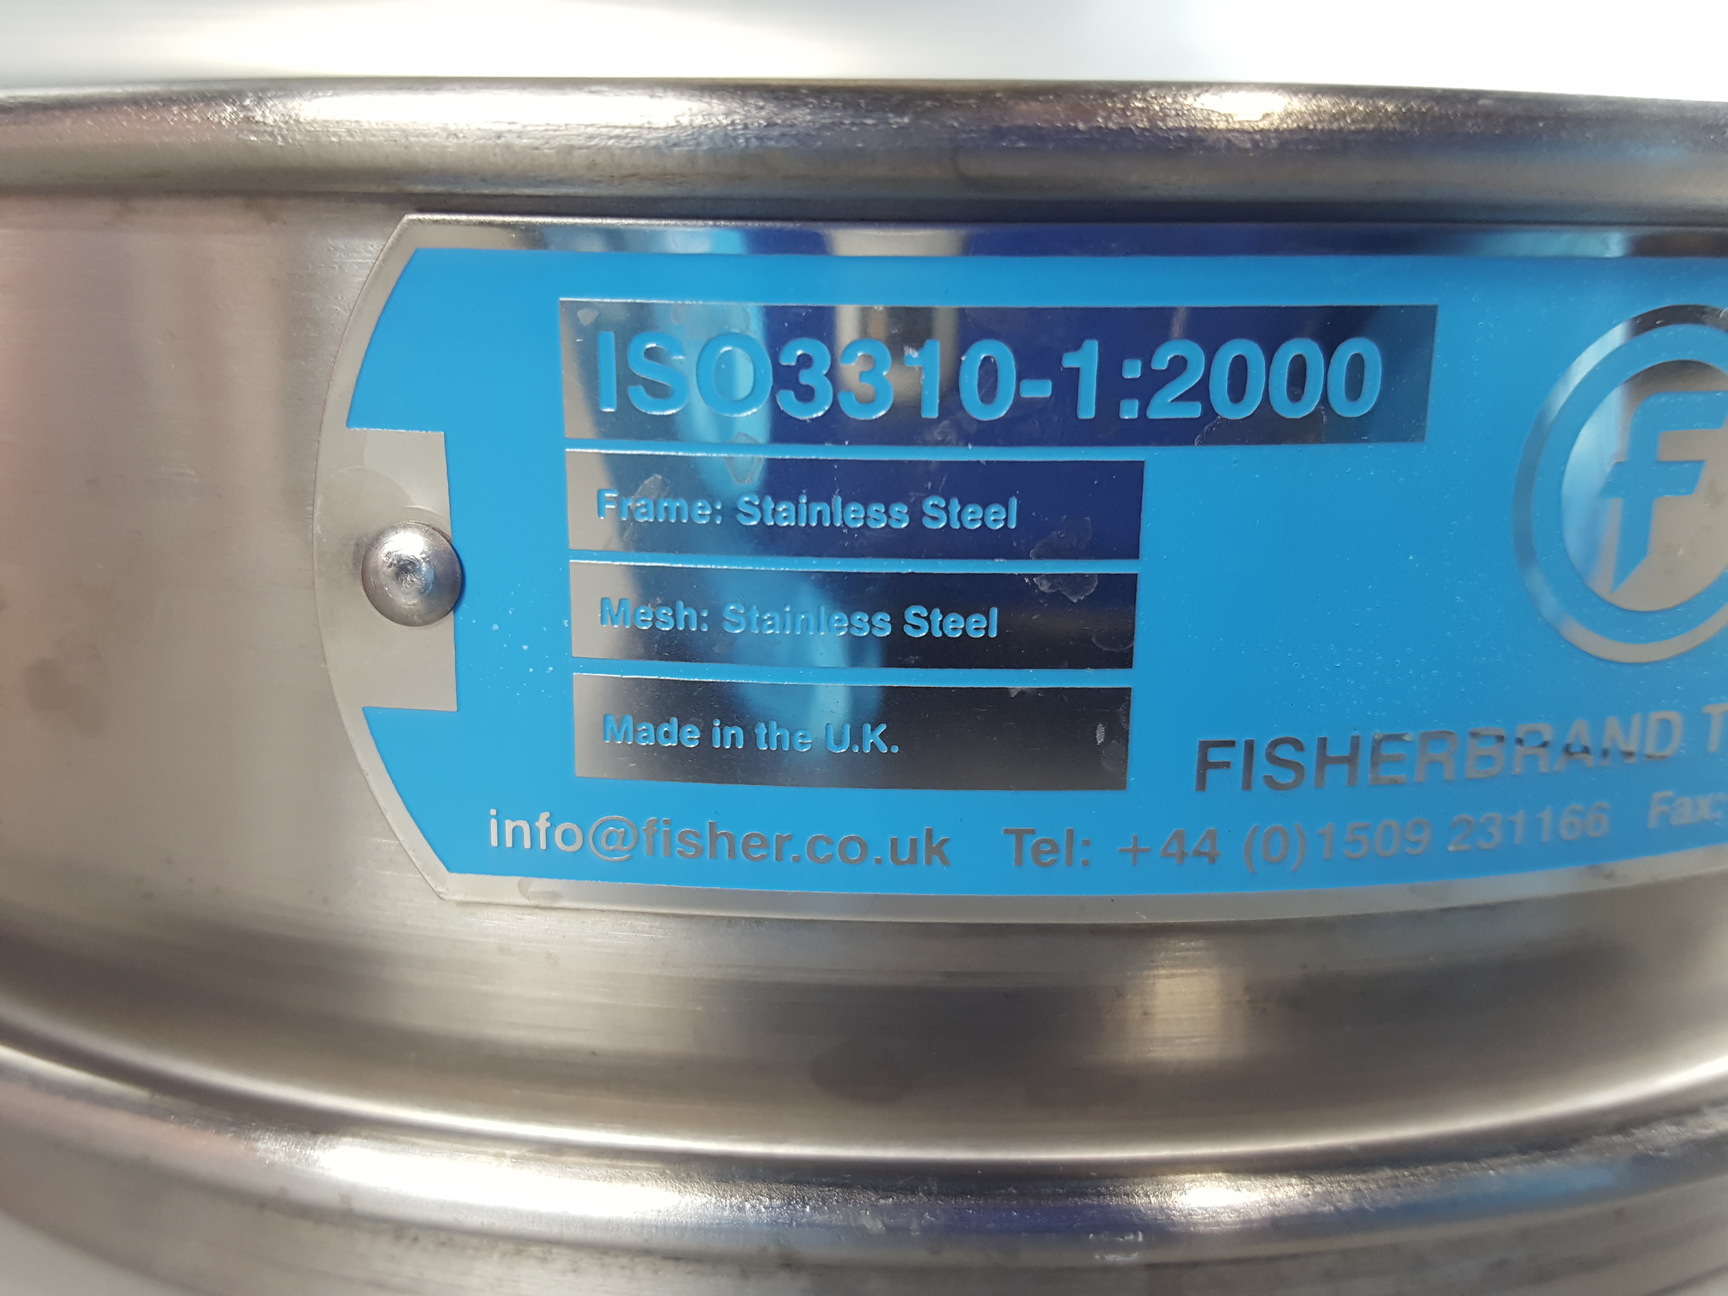 ISO3310-1:2000
Frame: Stainless Steel
Mesh: Stainless Steel
Made in the U.K.
F
FISHERBRAND T
info@fisher.co.uk Tel: +44 (0)1509 231166 Fax: